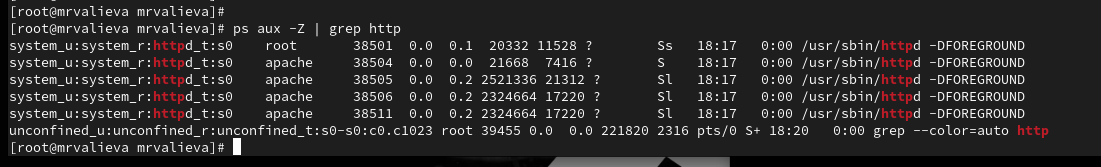 [root@mrvalieva mrvalieva]#
[root@mrvalieva mrvalieva]# ps aux -Z | grep http
system_u:system_r:httpd_t:s0    root       38501  0.0  0.1  20332 11528 ?        Ss   18:17   0:00 /usr/sbin/httpd -DFOREGROUND
system_u:system_r:httpd_t:s0    apache     38504  0.0  0.0  21668  7416 ?        S    18:17   0:00 /usr/sbin/httpd -DFOREGROUND
system_u:system_r:httpd_t:s0    apache     38505  0.0  0.2 2521336 21312 ?       Sl   18:17   0:00 /usr/sbin/httpd -DFOREGROUND
system_u:system_r:httpd_t:s0    apache     38506  0.0  0.2 2324664 17220 ?       Sl   18:17   0:00 /usr/sbin/httpd -DFOREGROUND
system_u:system_r:httpd_t:s0    apache     38511  0.0  0.2 2324664 17220 ?       Sl   18:17   0:00 /usr/sbin/httpd -DFOREGROUND
unconfined_u:unconfined_r:unconfined_t:s0-s0:c0.c1023 root 39455 0.0  0.0 221820 2316 pts/0 S+ 18:20   0:00 grep --color=auto http
[root@mrvalieva mrvalieva]#